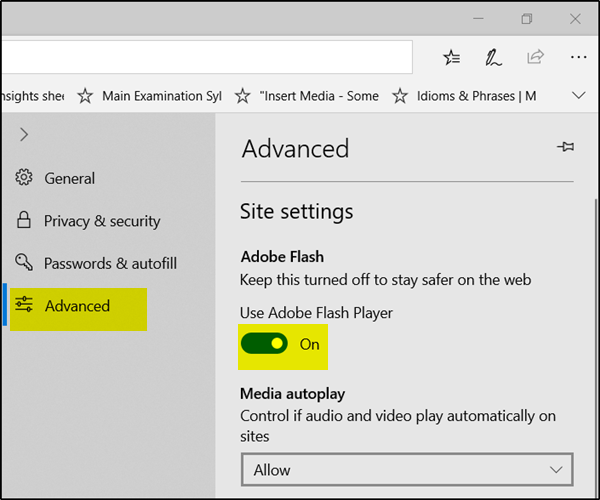 nsights shee
Main Examination Syl
"Insert Media - Some
Idioms & Phrases | M
General
Privacy & security
Passwords & autofill
Advanced
Advanced
Site settings
Adobe Flash
Keep this turned off to stay safer on the web
Use Adobe Flash Player
On
Media autoplay
Control if audio and video play automatically on
sites
Allow